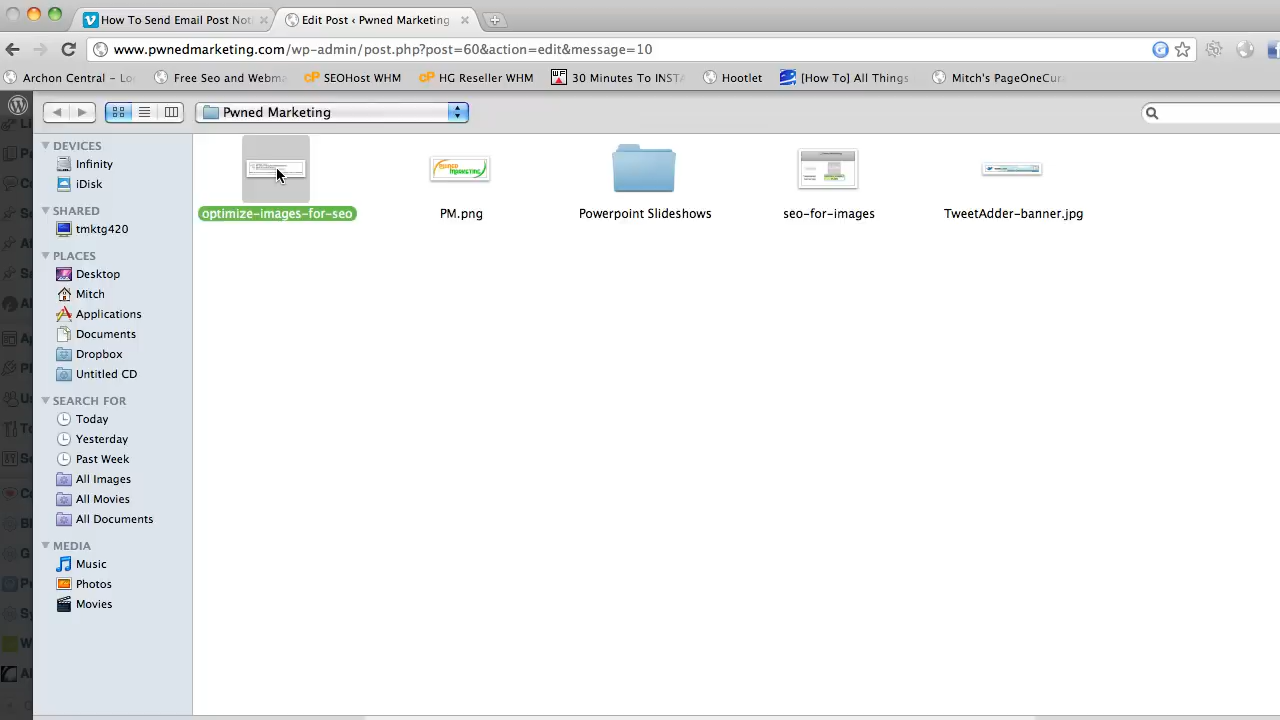 How To Send Email Post Not
Edit Post ‹ Pwned Marketing
www.pwnedmarketing.com/wp-admin/post.php?post=60&action=edit&message=10
Archon Central - Lo
Free Seo and Webma
SEOHost WHM
HG Reseller WHM
30 Minutes To INSTA
Hootlet
[How To] All Things
Mitch's PageOneCura
Pwned Marketing
DEVICES
Infinity
iDisk
SHARED
tmktg420
PLACES
Desktop
Mitch
Applications
Documents
Dropbox
Untitled CD
SEARCH FOR
Today
Yesterday
Past Week
All Images
All Movies
All Documents
MEDIA
Music
Photos
Movies
optimize-images-for-seo
PM.png
Powerpoint Slideshows
seo-for-images
TweetAdder-banner.jpg